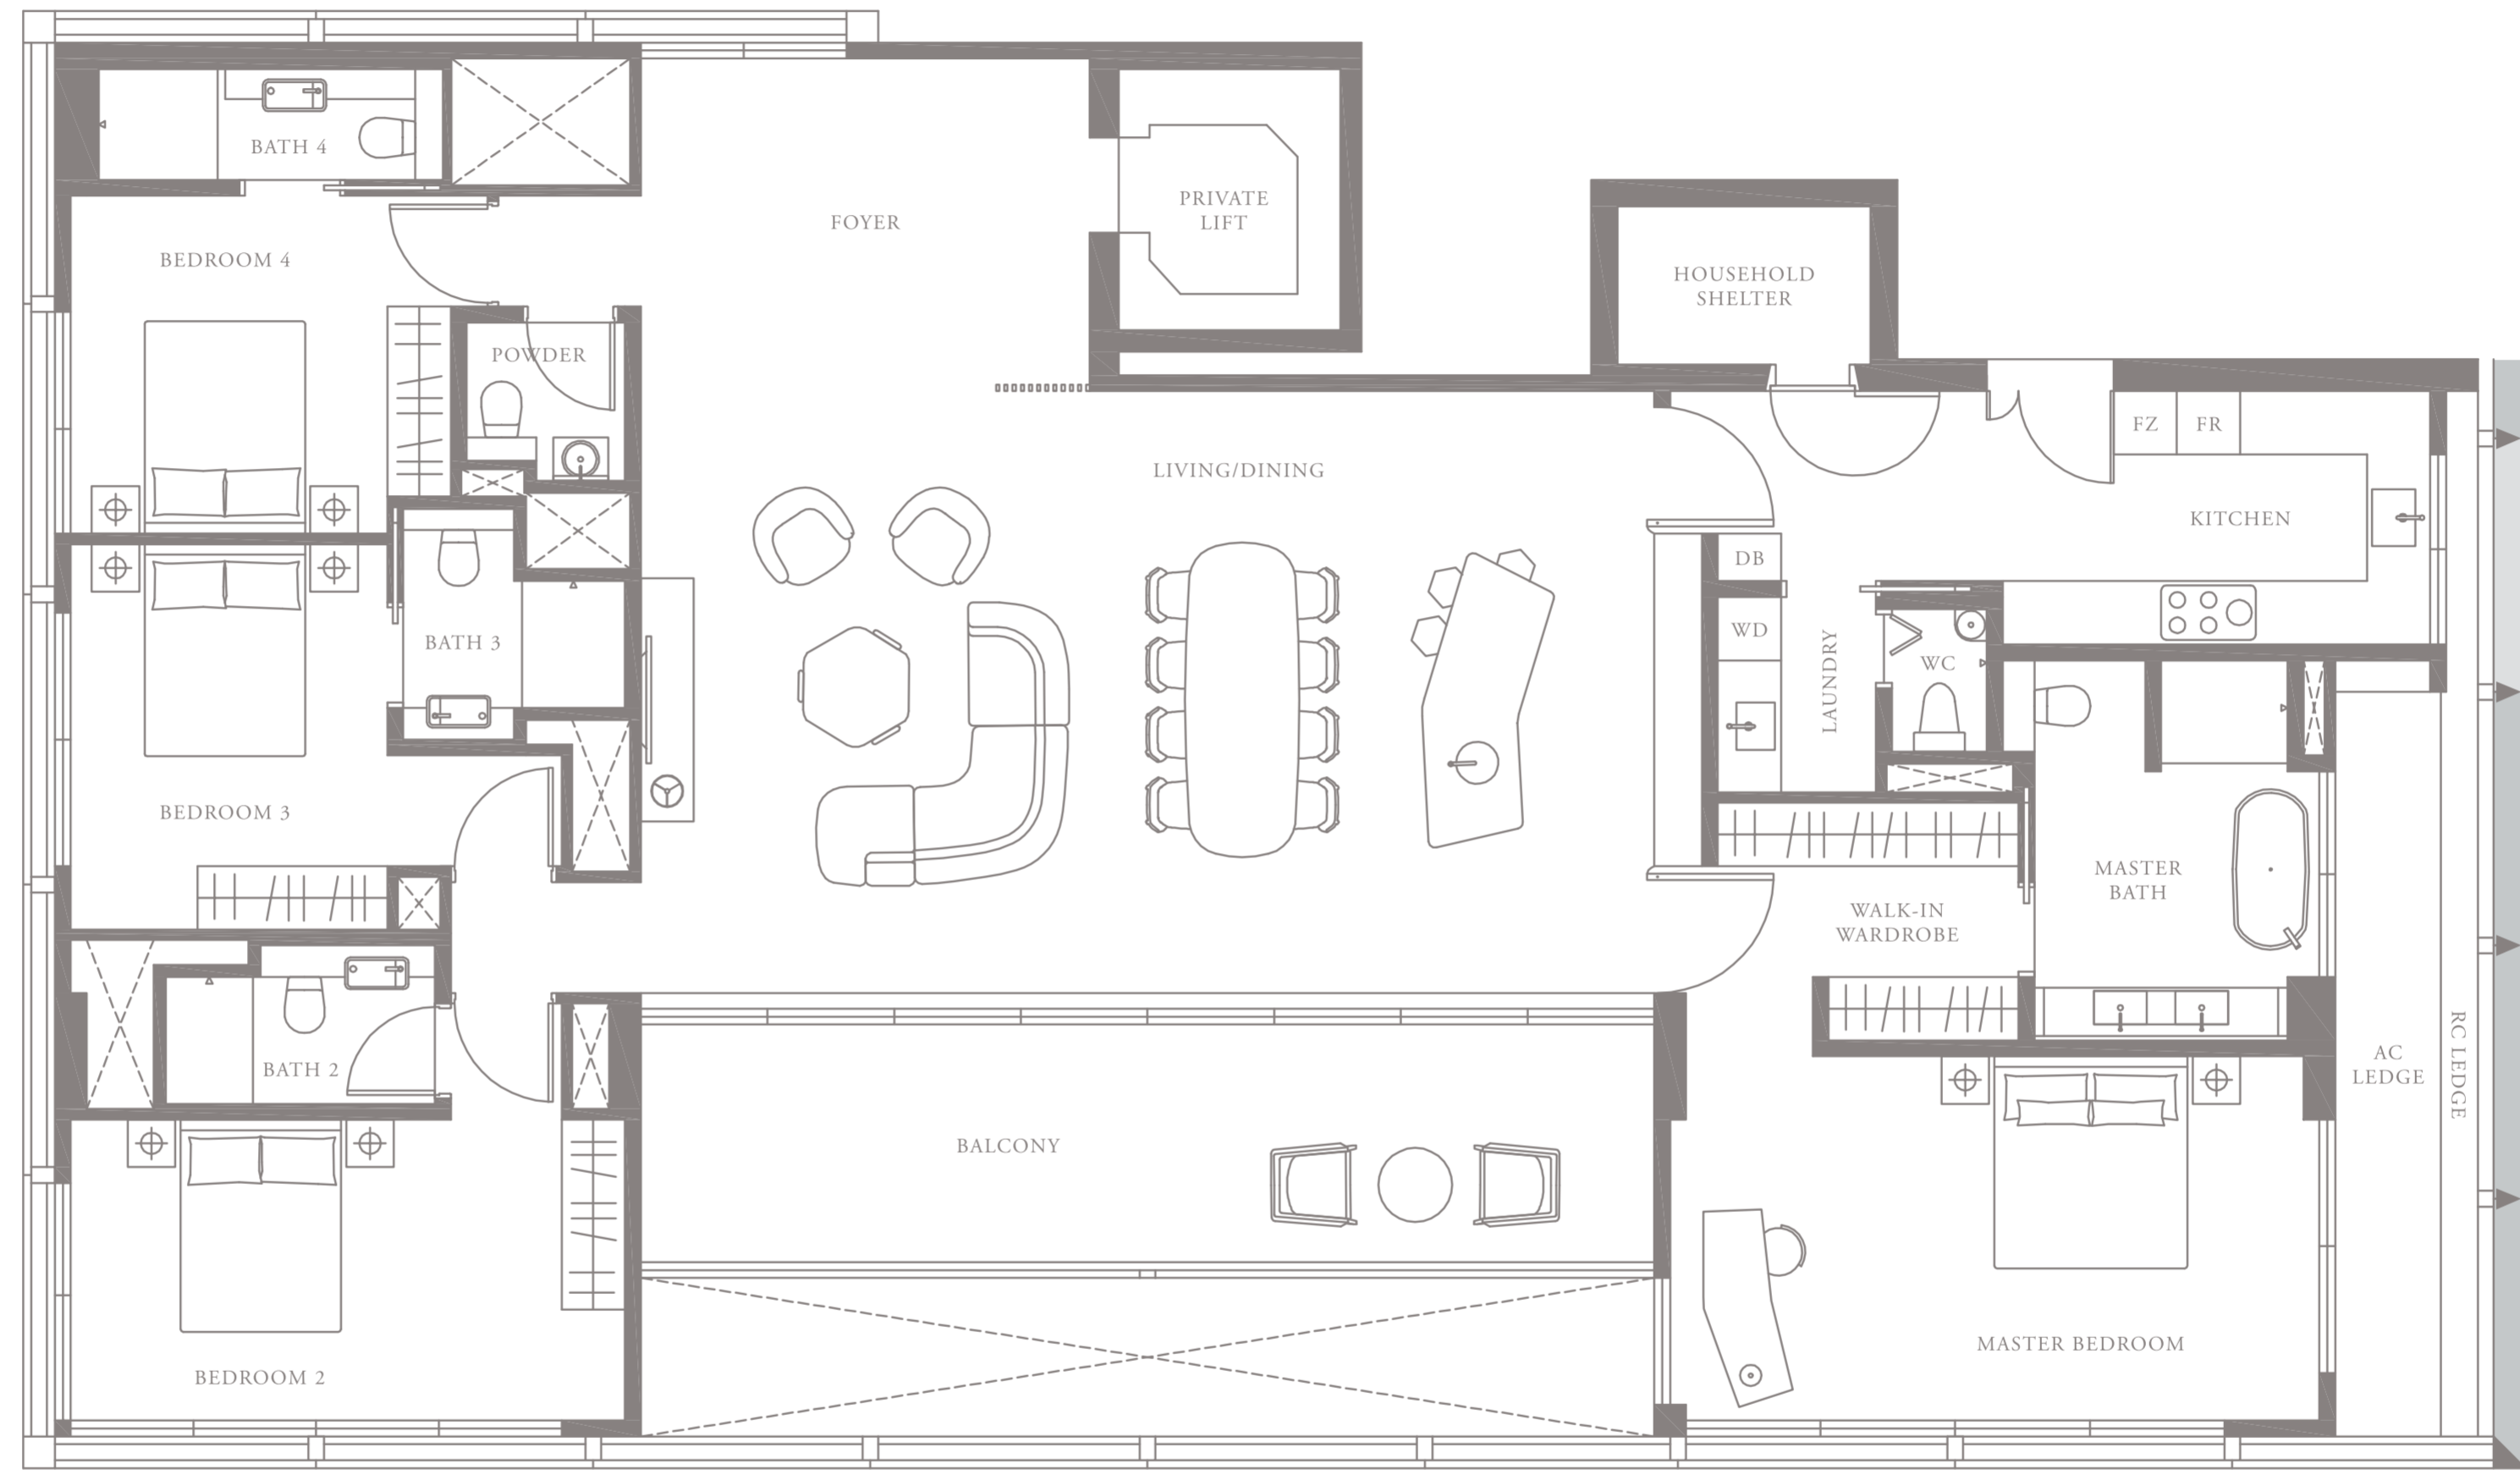 BATH 4
FOYER
PRIVATE
LIFT
BEDROOM 4
HOUSEHOLD
SHELTER
POWDER
FZ
FR
LIVING/DINING
KITCHEN
DB
WD
LAUNDRY
WC
BATH 3
BEDROOM 3
MASTER
BATH
WALK-IN
WARDROBE
BATH 2
AC
LEDGE
RC LEDGE
BALCONY
MASTER BEDROOM
BEDROOM 2